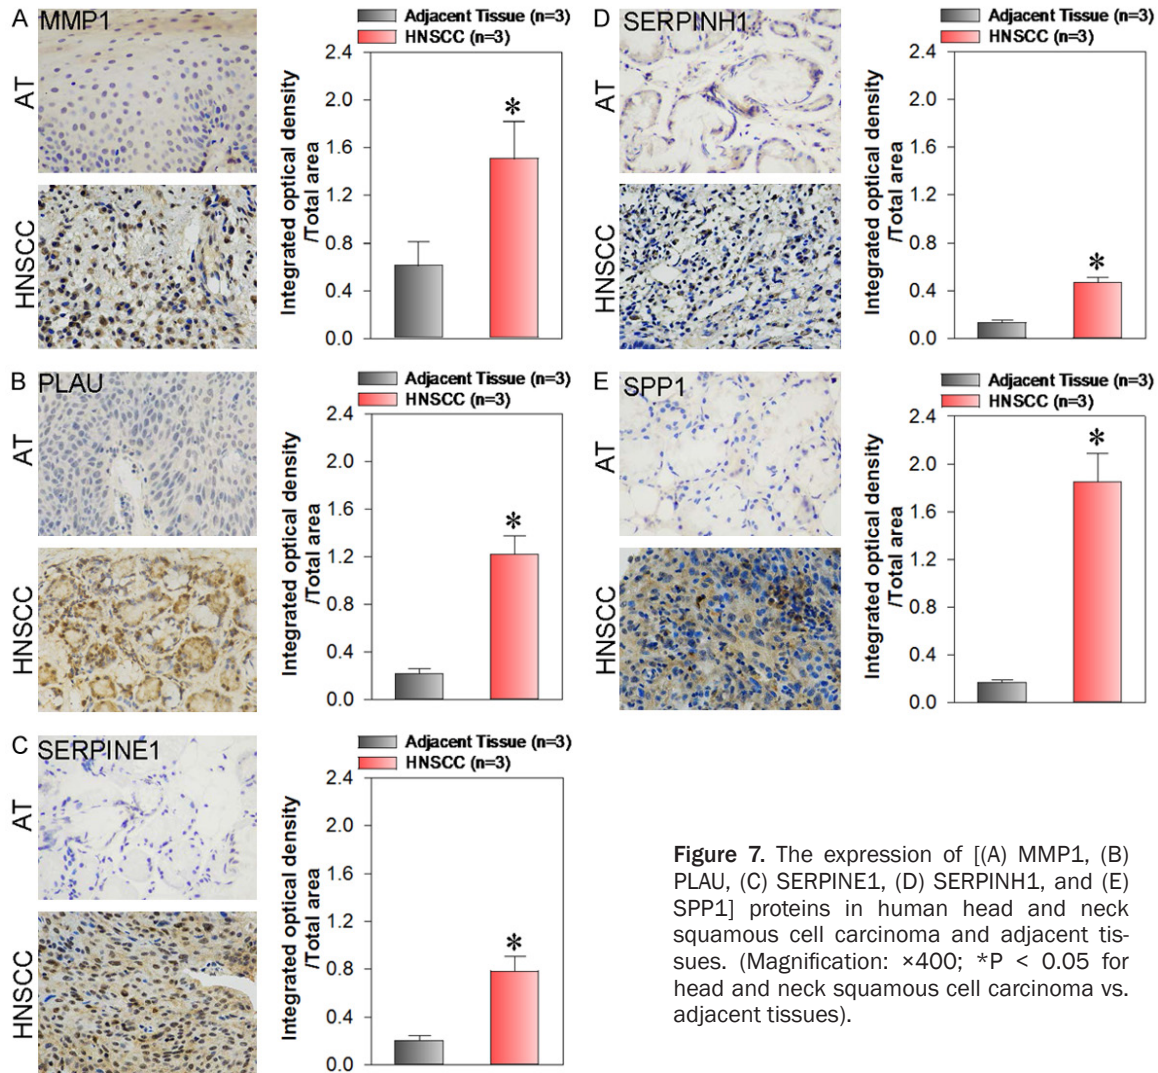 A
MMP1
AT
HNSCC
Adjacent Tissue (n=3)
HNSCC (n=3)
Integrated optical density
/Total area
2.4
2.0
1.6
1.2
0.8
0.4
0.0
*
B
PLAU
AT
HNSCC
Adjacent Tissue (n=3)
HNSCC (n=3)
Integrated optical density
/Total area
2.4
2.0
1.6
1.2
0.8
0.4
0.0
*
C
SERPINE1
AT
HNSCC
Adjacent Tissue (n=3)
HNSCC (n=3)
Integrated optical density
/Total area
2.4
2.0
1.6
1.2
0.8
0.4
0.0
*
D
SERPINH1
AT
HNSCC
Adjacent Tissue (n=3)
HNSCC (n=3)
Integrated optical density
/Total area
2.4
2.0
1.6
1.2
0.8
0.4
0.0
*
E
SPP1
AT
HNSCC
Adjacent Tissue (n=3)
HNSCC (n=3)
Integrated optical density
/Total area
2.4
2.0
1.6
1.2
0.8
0.4
0.0
*
Figure 7. The expression of [(A) MMP1, (B)
PLAU, (C) SERPINE1, (D) SERPINH1, and (E)
SPP1] proteins in human head and neck
squamous cell carcinoma and adjacent tis-
sues. (Magnification: ×400; *P < 0.05 for
head and neck squamous cell carcinoma vs.
adjacent tissues).